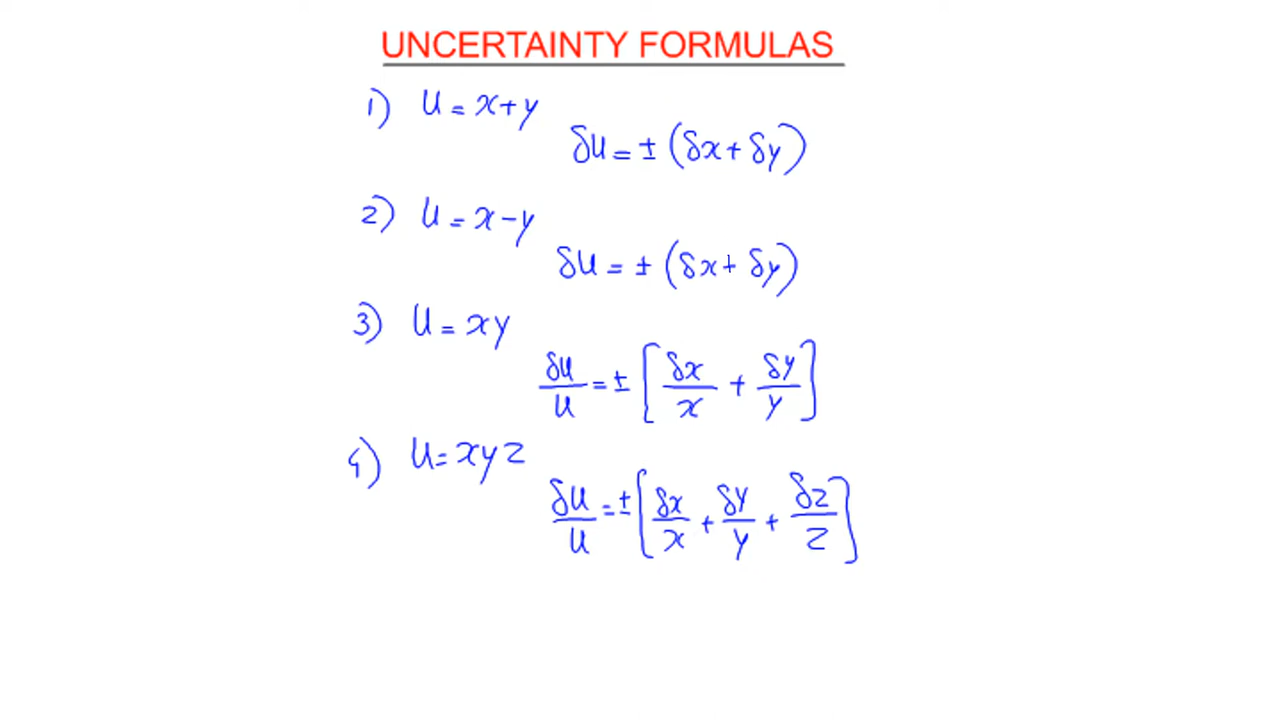 UNCERTAINTY FORMULAS
1) U = x+y
δU = ± (δx + δy)
2) U = x-y
δU = ± (δx + δy)
3) U = xy
δU/U = ± [δx/x + δy/y]
4) U = xyz
δU/U = ± [δx/x + δy/y + δz/z]